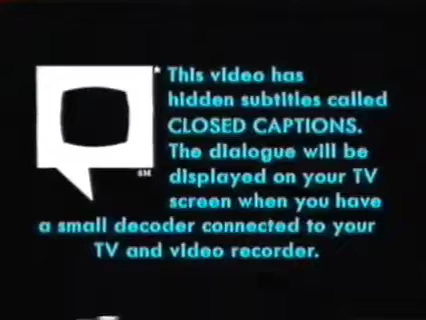 This video has
hidden subtitles called
CLOSED CAPTIONS.
The dialogue will be
SM
displayed on your TV
screen when you have
a small decoder connected to your
TV and video recorder.